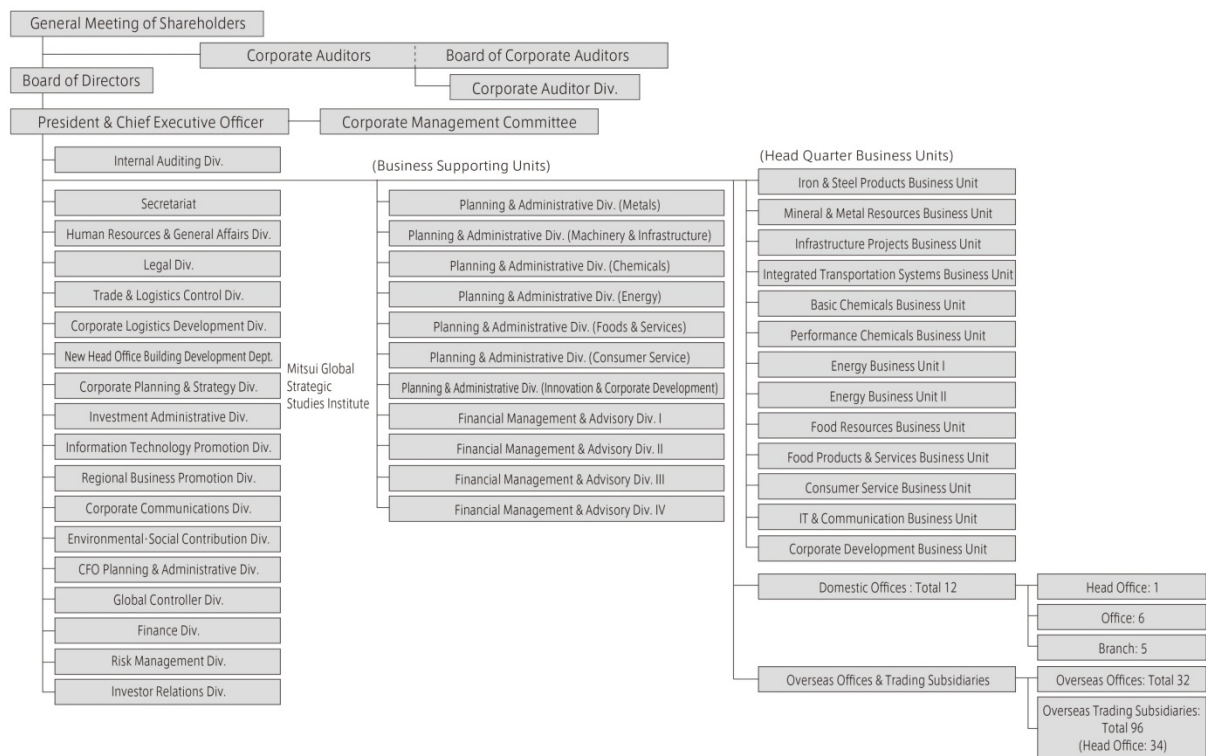 General Meeting of Shareholders
Corporate Auditors
Board of Corporate Auditors
Board of Directors
Corporate Auditor Div.
President & Chief Executive Officer
Corporate Management Committee
Internal Auditing Div.
Secretariat
Human Resources & General Affairs Div.
Legal Div.
Trade & Logistics Control Div.
Corporate Logistics Development Div.
New Head Office Building Development Dept.
Corporate Planning & Strategy Div.
Investment Administrative Div.
Information Technology Promotion Div.
Regional Business Promotion Div.
Corporate Communications Div.
Environmental·Social Contribution Div.
CFO Planning & Administrative Div.
Global Controller Div.
Finance Div.
Risk Management Div.
Investor Relations Div.
Mitsui Global
Strategic
Studies Institute
(Business Supporting Units)
Planning & Administrative Div. (Metals)
Planning & Administrative Div. (Machinery & Infrastructure)
Planning & Administrative Div. (Chemicals)
Planning & Administrative Div. (Energy)
Planning & Administrative Div. (Foods & Services)
Planning & Administrative Div. (Consumer Service)
Planning & Administrative Div. (Innovation & Corporate Development)
Financial Management & Advisory Div. I
Financial Management & Advisory Div. II
Financial Management & Advisory Div. III
Financial Management & Advisory Div. IV
(Head Quarter Business Units)
Iron & Steel Products Business Unit
Mineral & Metal Resources Business Unit
Infrastructure Projects Business Unit
Integrated Transportation Systems Business Unit
Basic Chemicals Business Unit
Performance Chemicals Business Unit
Energy Business Unit I
Energy Business Unit II
Food Resources Business Unit
Food Products & Services Business Unit
Consumer Service Business Unit
IT & Communication Business Unit
Corporate Development Business Unit
Domestic Offices : Total 12
Head Office: 1
Office: 6
Branch: 5
Overseas Offices & Trading Subsidiaries
Overseas Offices: Total 32
Overseas Trading Subsidiaries:
Total 96
(Head Office: 34)